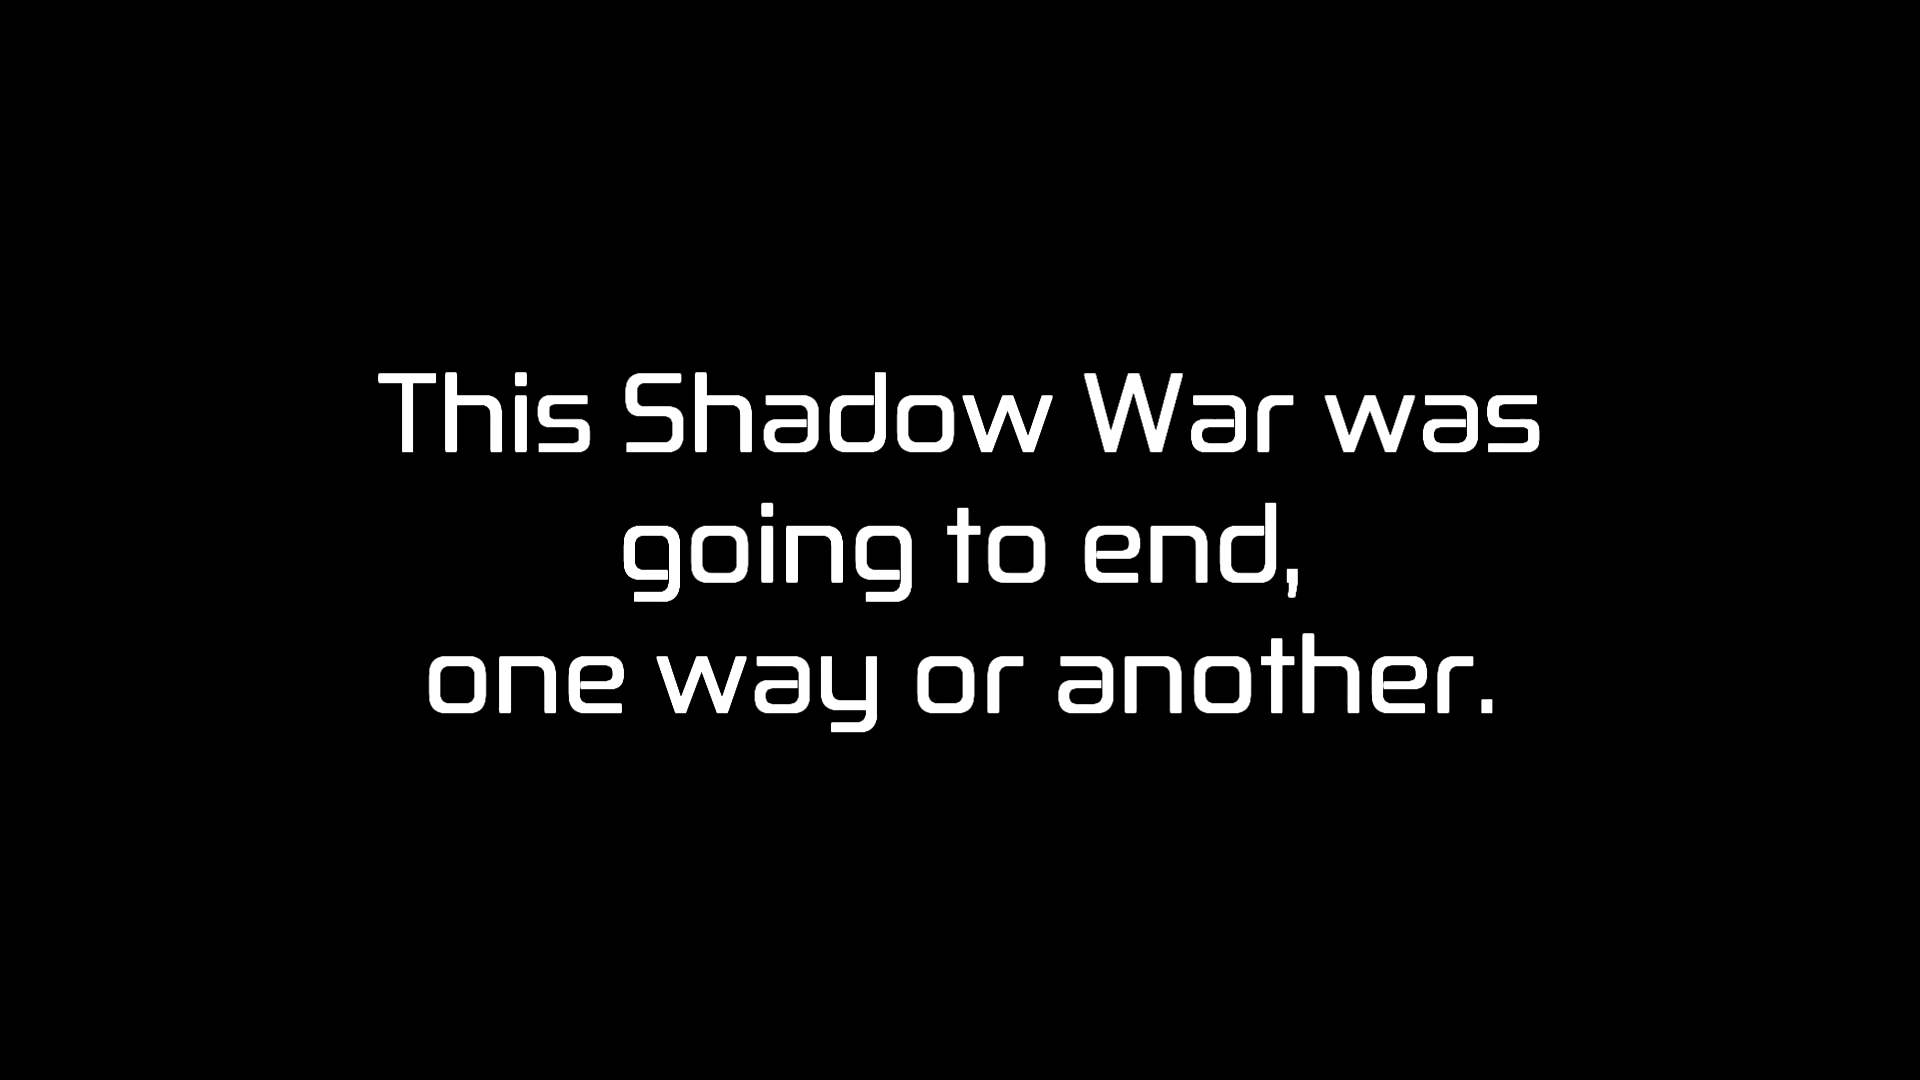 This Shadow War was
going to end,
one way or another.